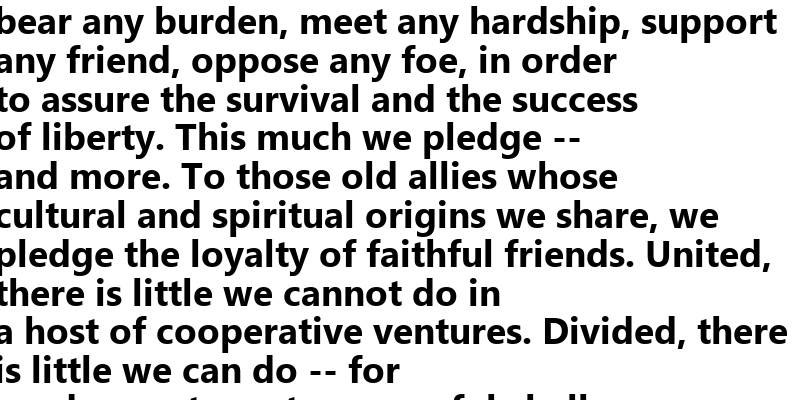 bear any burden, meet any hardship, support
any friend, oppose any foe, in order
to assure the survival and the success
of liberty. This much we pledge --
and more. To those old allies whose
cultural and spiritual origins we share, we
pledge the loyalty of faithful friends. United,
there is little we cannot do in
a host of cooperative ventures. Divided, there
is little we can do -- for